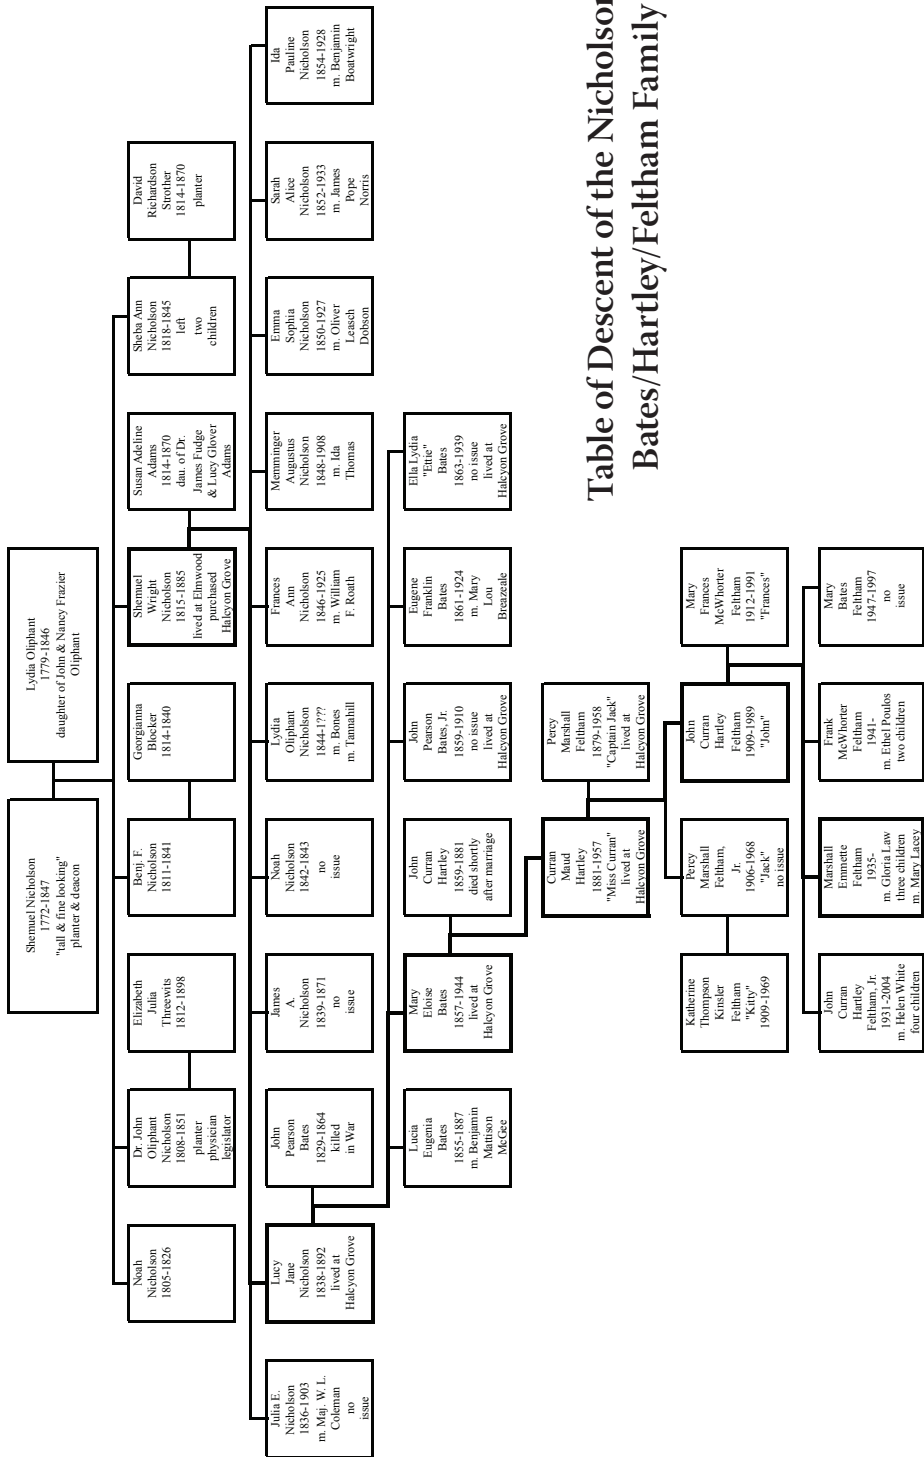 Table of Descent of the Nicholson
Bates/Hartley/Feltham Family
Shemuel Nicholson
1772-1847
"tall & fine looking"
planter & deacon
Lydia Oliphant
1779-1846
daughter of John & Nancy Frazier
Oliphant
Noah
Nicholson
1805-1826
Dr. John
Oliphant
Nicholson
1808-1851
planter
physician
legislator
Elizabeth
Julia
Threewits
1812-1898
Benj. F.
Nicholson
1811-1841
Georgianna
Blocker
1814-1840
Shemuel
Wright
Nicholson
1815-1885
lived at Elmwood
purchased
Halcyon Grove
Susan Adeline
Adams
1814-1870
dau. of Dr.
James Fudge
& Lucy Glover
Adams
Sheba Ann
Nicholson
1818-1845
left
two
children
David
Richardson
Strother
1814-1870
planter
Julia E.
Nicholson
1836-1903
m. Maj. W. L.
Coleman
no
issue
Lucy
Jane
Nicholson
1838-1892
lived at
Halcyon Grove
John
Pearson
Bates
1829-1864
killed
in War
James
A.
Nicholson
1839-1871
no
issue
Noah
Nicholson
1842-1843
no
issue
Lydia
Oliphant
Nicholson
1844-1???
m. Bones
m. Tannahill
Frances
Ann
Nicholson
1846-1925
m. William
F. Roath
Memminger
Augustus
Nicholson
1848-1908
m. Ida
Thomas
Emma
Sophia
Nicholson
1850-1927
m. Oliver
Leasch
Dobson
Sarah
Alice
Nicholson
1852-1933
m. James
Pope
Norris
Ida
Pauline
Nicholson
1854-1928
m. Benjamin
Boatwright
Lucia
Eugenia
Bates
1855-1887
m. Benjamin
Mattison
McGee
Mary
Eloise
Bates
1857-1944
lived at
Halcyon Grove
John
Curran
Hartley
1859-1881
died shortly
after marriage
John
Pearson
Bates, Jr.
1859-1910
no issue
lived at
Halcyon Grove
Eugene
Franklin
Bates
1861-1924
m. Mary
Lou
Breazeale
Ella Lydia
"Ettie"
Bates
1863-1939
no issue
lived at
Halcyon Grove
Curran
Maud
Hartley
1881-1957
"Miss Curran"
lived at
Halcyon Grove
Percy
Marshall
Feltham
1879-1958
"Captain Jack"
lived at
Halcyon Grove
Katherine
Thompson
Kinsler
Feltham
"Kitty"
1909-1969
Percy
Marshall
Feltham,
Jr.
1906-1968
"Jack"
no issue
John
Curran
Hartley
Feltham
1909-1989
"John"
Mary
Frances
McWhorter
Feltham
1912-1991
"Frances"
John
Curran
Hartley
Feltham, Jr.
1931-2004
m. Helen White
four children
Marshall
Emmette
Feltham
1935-
m. Gloria Law
three children
m. Mary Lacey
Frank
McWhorter
Feltham
1941-
m. Ethel Poulos
two children
Mary
Bates
Feltham
1947-1997
no
issue